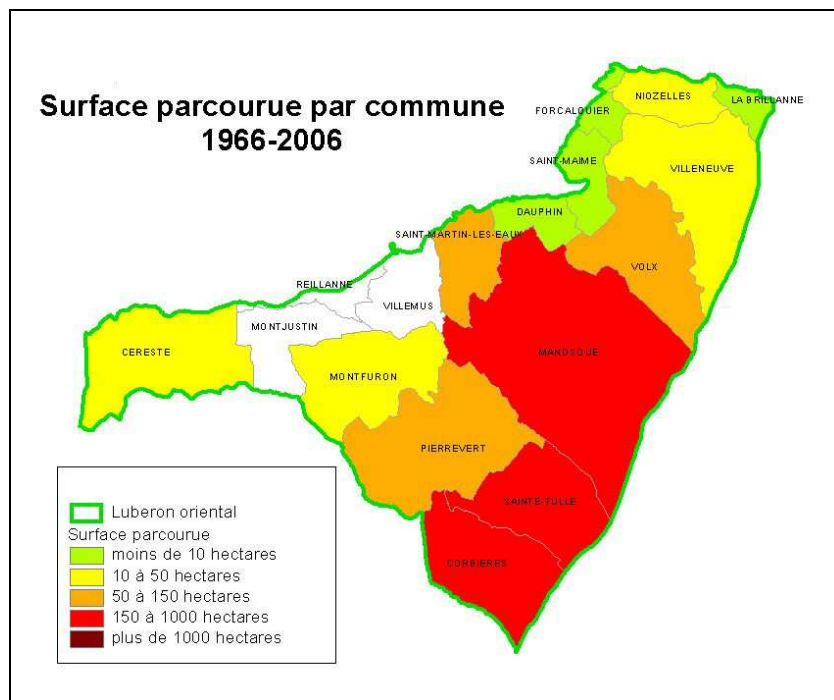 Surface parcourue par commune
1966-2006
NIOZELLES
LA BRILLANNE
FORCALQUIER
SAINT-MAIME
VILLENEUVE
DAUPHIN
SAINT-MARTIN-LES-EAUX
VOLX
REILLANNE
VILLEMUS
MONTJUSTIN
CERESTE
MANOSQUE
MONTFURON
PIERREVERT
SAINTE-TULLE
CORBIERES
Luberon oriental
Surface parcourue
moins de 10 hectares
10 à 50 hectares
50 à 150 hectares
150 à 1000 hectares
plus de 1000 hectares